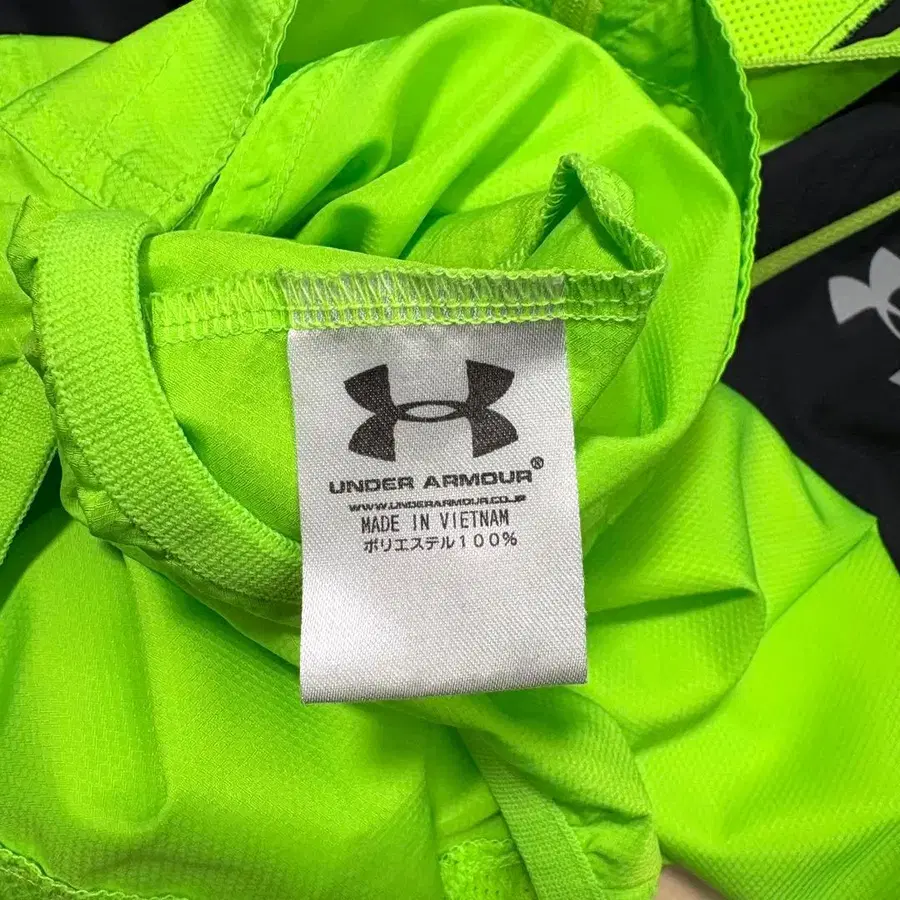 UNDER ARMOUR®
WWW.UNDERARMOUR.CO.JP
MADE IN VIETNAM
ポリエステル100%